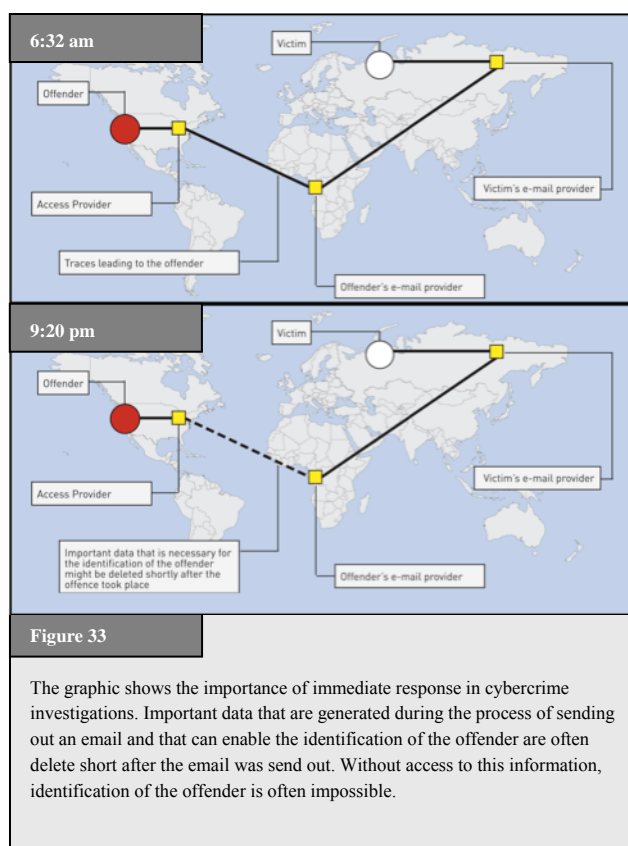 6:32 am
Victim
Offender
Access Provider
Victim's e-mail provider
Traces leading to the offender
Offender's e-mail provider
9:20 pm
Victim
Offender
Access Provider
Victim's e-mail provider
Important data that is necessary for
the identification of the offender
might be deleted shortly after the
offence took place
Offender's e-mail provider
Figure 33
The graphic shows the importance of immediate response in cybercrime
investigations. Important data that are generated during the process of sending
out an email and that can enable the identification of the offender are often
delete short after the email was send out. Without access to this information,
identification of the offender is often impossible.